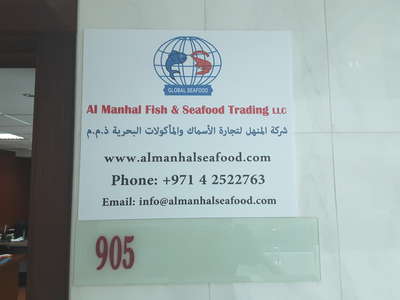 GLOBAL SEAFOOD
Al Manhal Fish & Seafood Trading LLC
شركة المنهل لتجارة الأسماك والمأكولات البحرية ذ.م.م
www.almanhalseafood.com
Phone: +971 4 2522763
Email: info@almanhalseafood.com
905